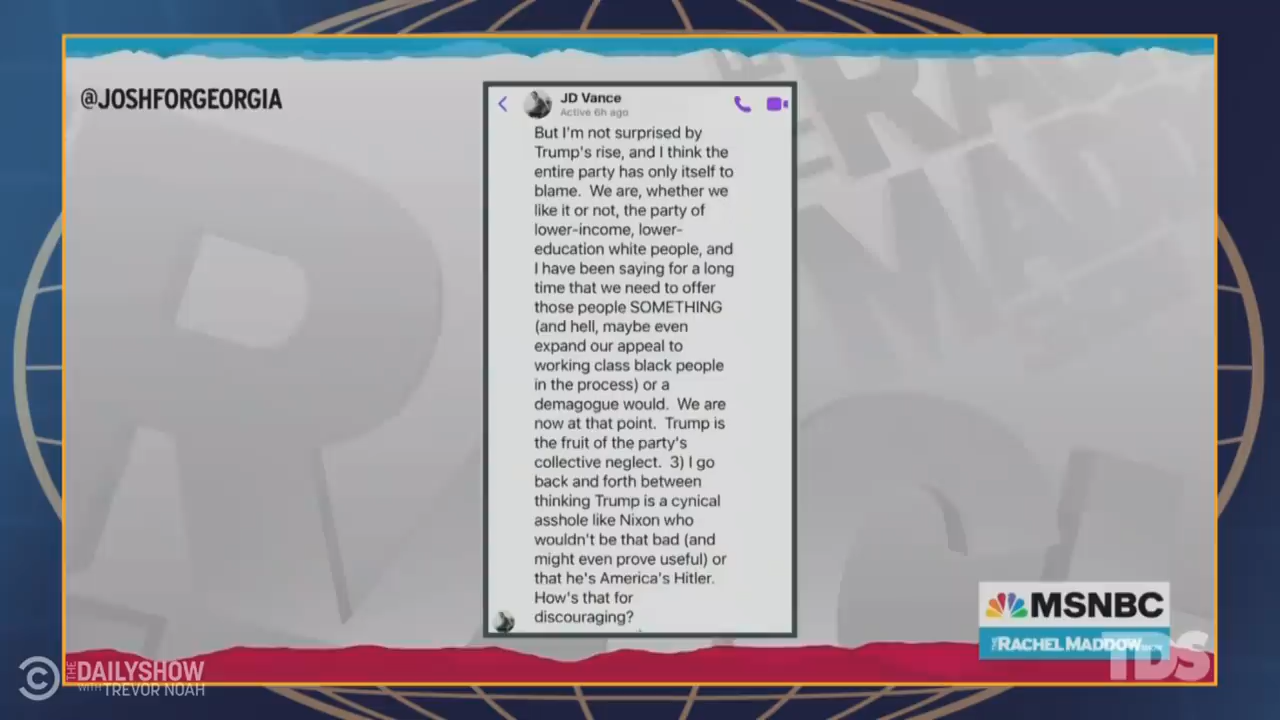 @JOSHFORGEORGIA
JD Vance
Active 6h ago
But I'm not surprised by
Trump's rise, and I think the
entire party has only itself to
blame.  We are, whether we
like it or not, the party of
lower-income, lower-
education white people, and
I have been saying for a long
time that we need to offer
those people SOMETHING
(and hell, maybe even
expand our appeal to
working class black people
in the process) or a
demagogue would.  We are
now at that point.  Trump is
the fruit of the party's
collective neglect.  3) I go
back and forth between
thinking Trump is a cynical
asshole like Nixon who
wouldn't be that bad (and
might even prove useful) or
that he's America's Hitler.
How's that for
discouraging?
MSNBC
RACHEL MADDOW
TDS
THE DAILY SHOW
WITH TREVOR NOAH